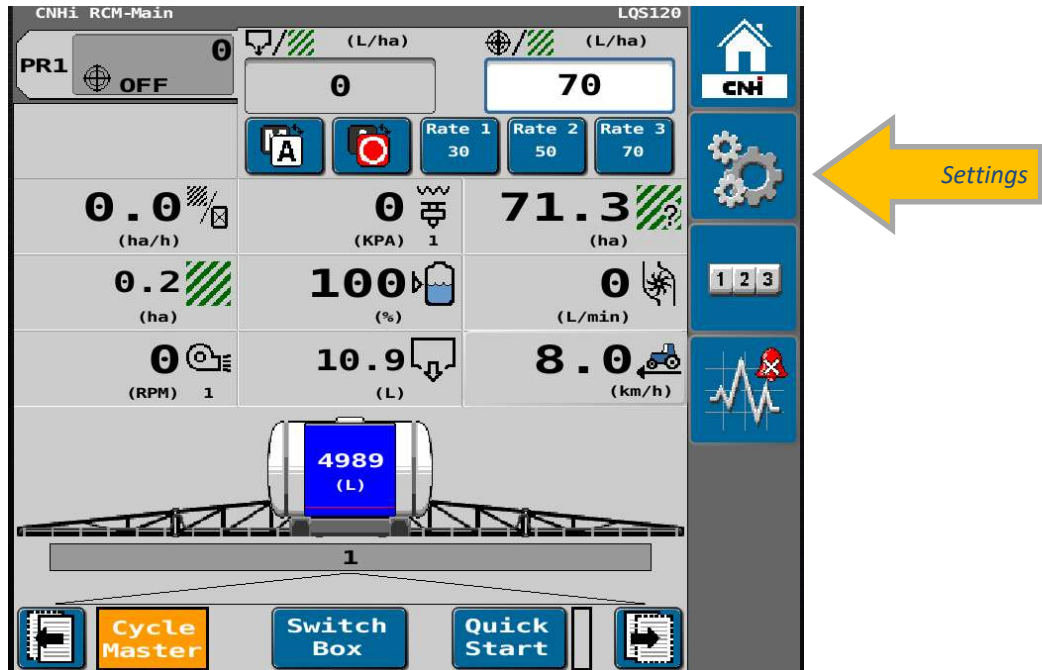 CNHi RCM-Main
LQS120
PR1
0
OFF
(L/ha)
0
(L/ha)
70
CNHi
A
Rate 1
30
Rate 2
50
Rate 3
70
Settings
0.0
(ha/h)
0
(KPA) 1
71.3
?
(ha)
0.2
(ha)
100
(%)
0
(L/min)
1 2 3
0
(RPM) 1
10.9
(L)
8.0
(km/h)
4989
(L)
1
Cycle
Master
Switch
Box
Quick
Start